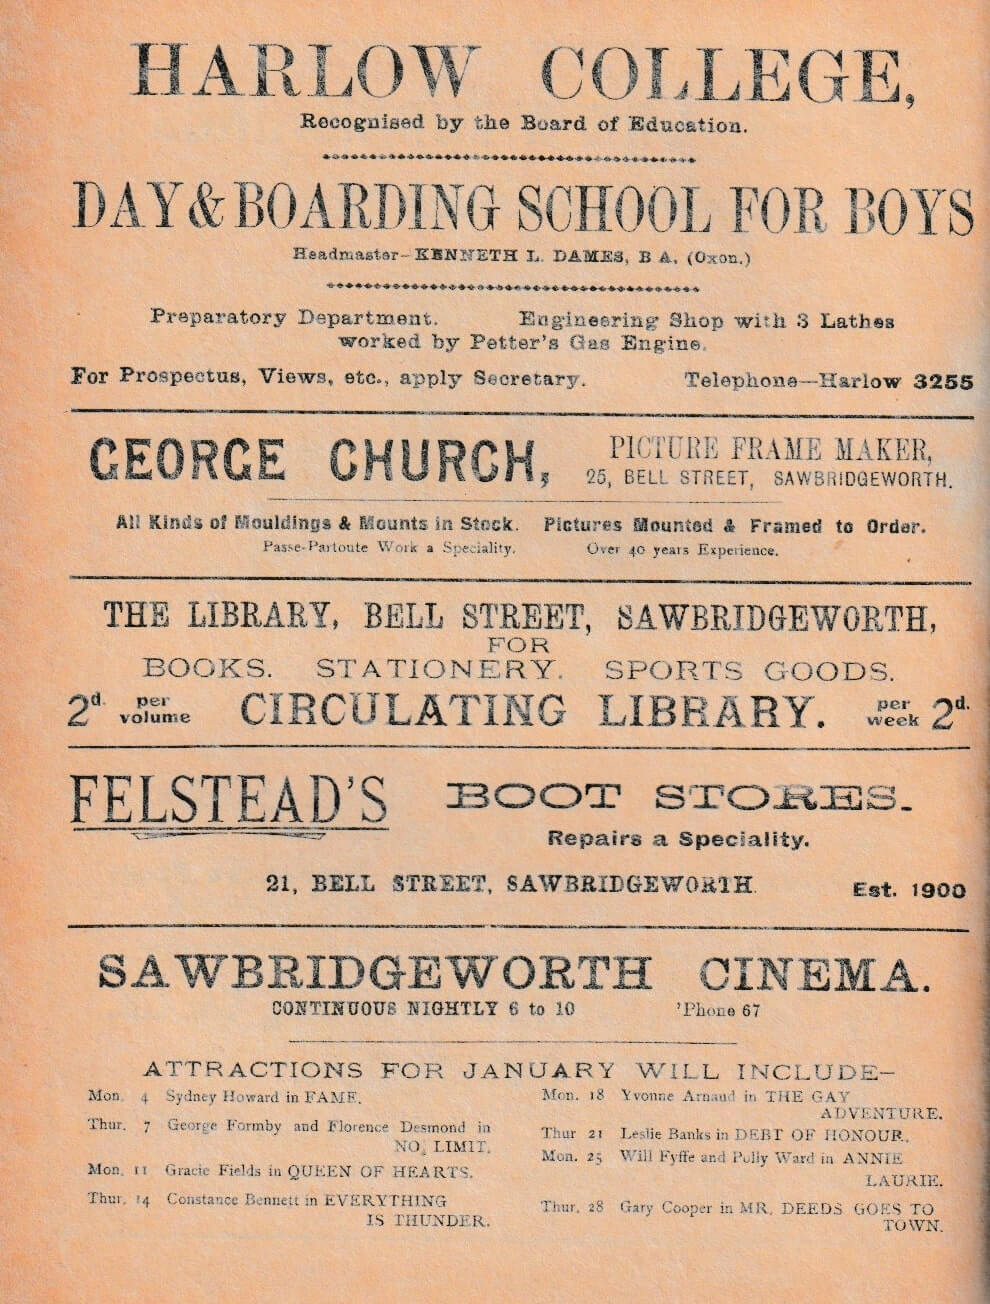 HARLOW COLLEGE,
Recognised by the Board of Education.
DAY & BOARDING SCHOOL FOR BOYS
Headmaster-KENNETH L. DAMES, B A. (Oxon.)
Preparatory Department. Engineering Shop with 3 Lathes
worked by Petter's Gas Engine.
For Prospectus, Views, etc., apply Secretary. Telephone—Harlow 3255
GEORGE CHURCH, PICTURE FRAME MAKER,
25, BELL STREET, SAWBRIDGEWORTH.
All Kinds of Mouldings & Mounts in Stock. Pictures Mounted & Framed to Order.
Passe-Partoute Work a Speciality. Over 40 years Experience.
THE LIBRARY, BELL STREET, SAWBRIDGEWORTH,
FOR
BOOKS. STATIONERY. SPORTS GOODS.
2d. per volume CIRCULATING LIBRARY. per week 2d.
FELSTEAD'S BOOT STORES.
Repairs a Speciality.
21, BELL STREET, SAWBRIDGEWORTH. Est. 1900
SAWBRIDGEWORTH CINEMA.
CONTINUOUS NIGHTLY 6 to 10 'Phone 67
ATTRACTIONS FOR JANUARY WILL INCLUDE—
Mon. 4 Sydney Howard in FAME.
Thur. 7 George Formby and Florence Desmond in
NO, LIMIT.
Mon. 11 Gracie Fields in QUEEN OF HEARTS.
Thur. 14 Constance Bennett in EVERYTHING
IS THUNDER.
Mon. 18 Yvonne Arnaud in THE GAY
ADVENTURE.
Thur 21 Leslie Banks in DEBT OF HONOUR.
Mon. 25 Will Fyffe and Polly Ward in ANNIE
LAURIE.
Thur. 28 Gary Cooper in MR. DEEDS GOES TO
TOWN.